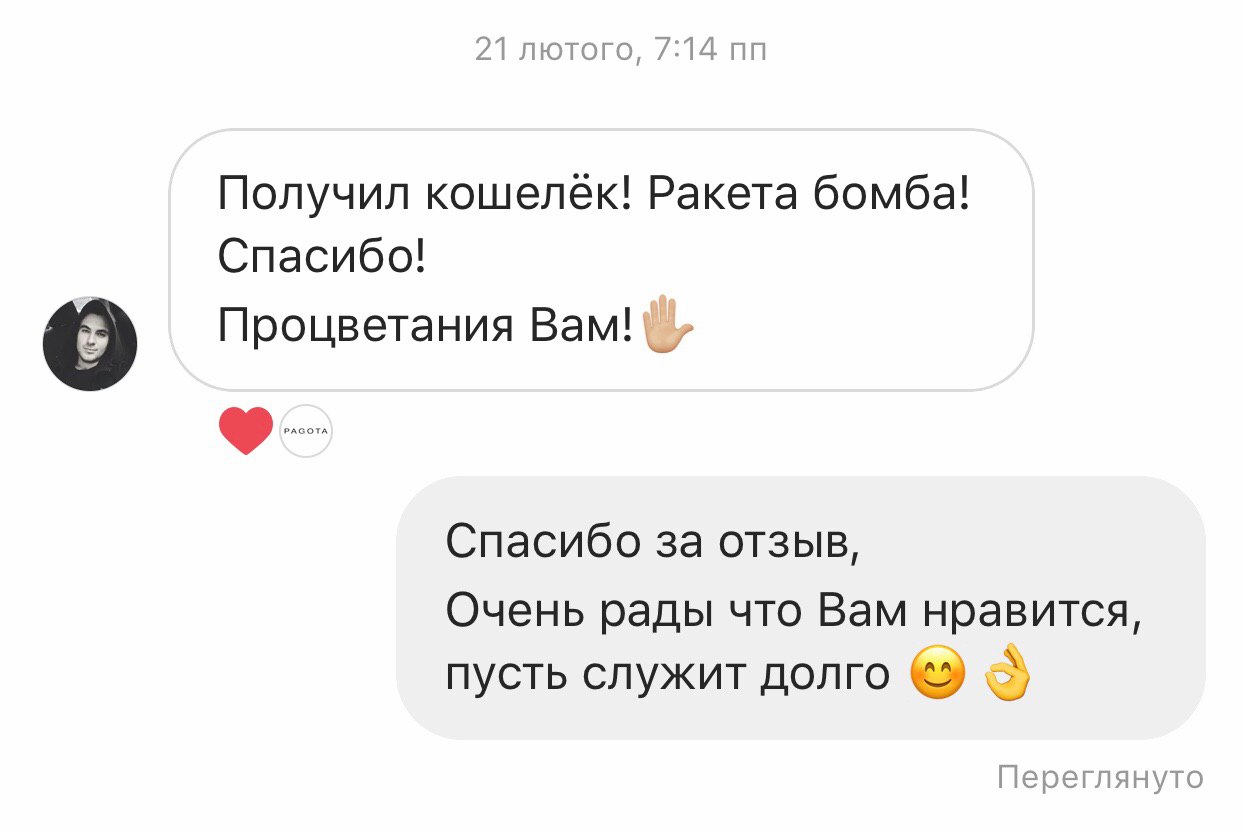 21 лютого, 7:14 пп
Получил кошелёк! Ракета бомба!
Спасибо!
Процветания Вам!🖐🏼
❤️ PAGOTA
Спасибо за отзыв,
Очень рады что Вам нравится,
пусть служит долго 😊 👌
Переглянуто